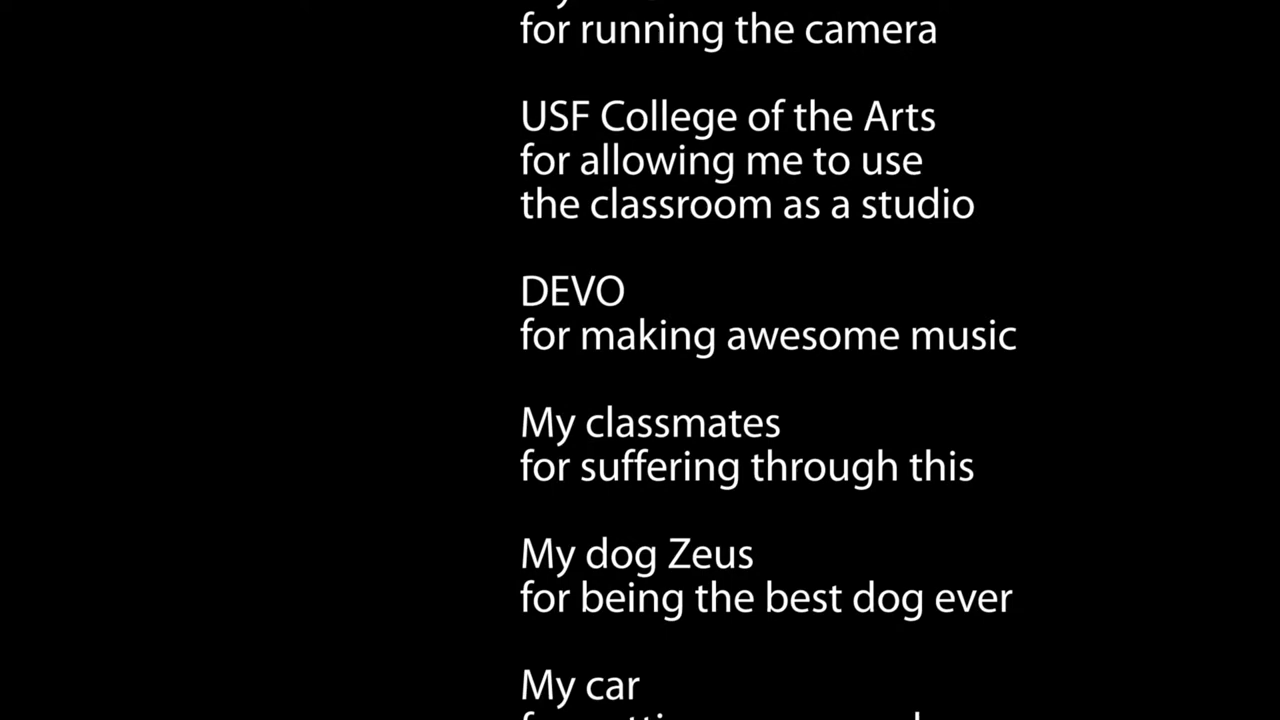 for running the camera
USF College of the Arts
for allowing me to use
the classroom as a studio
DEVO
for making awesome music
My classmates
for suffering through this
My dog Zeus
for being the best dog ever
My car